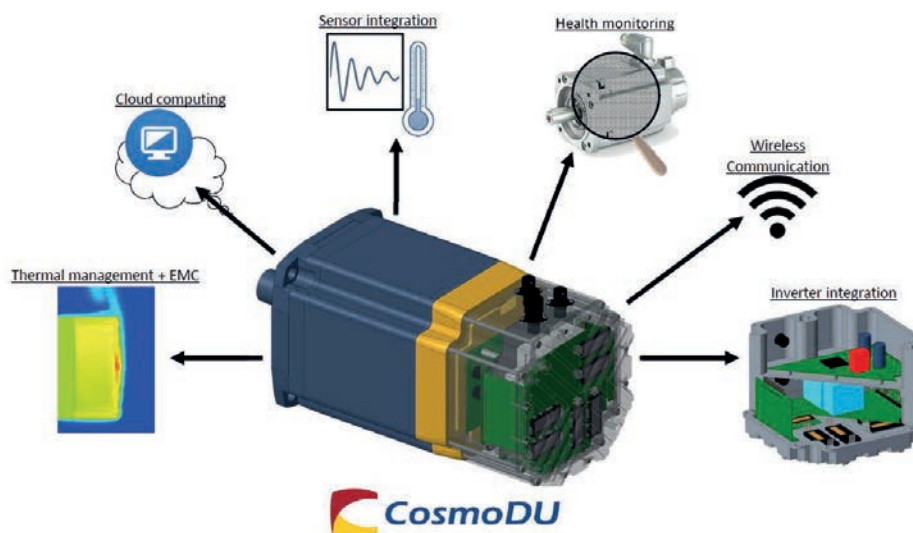 Sensor integration
Health monitoring
Cloud computing
Wireless
Communication
Thermal management + EMC
Inverter integration
CosmoDU